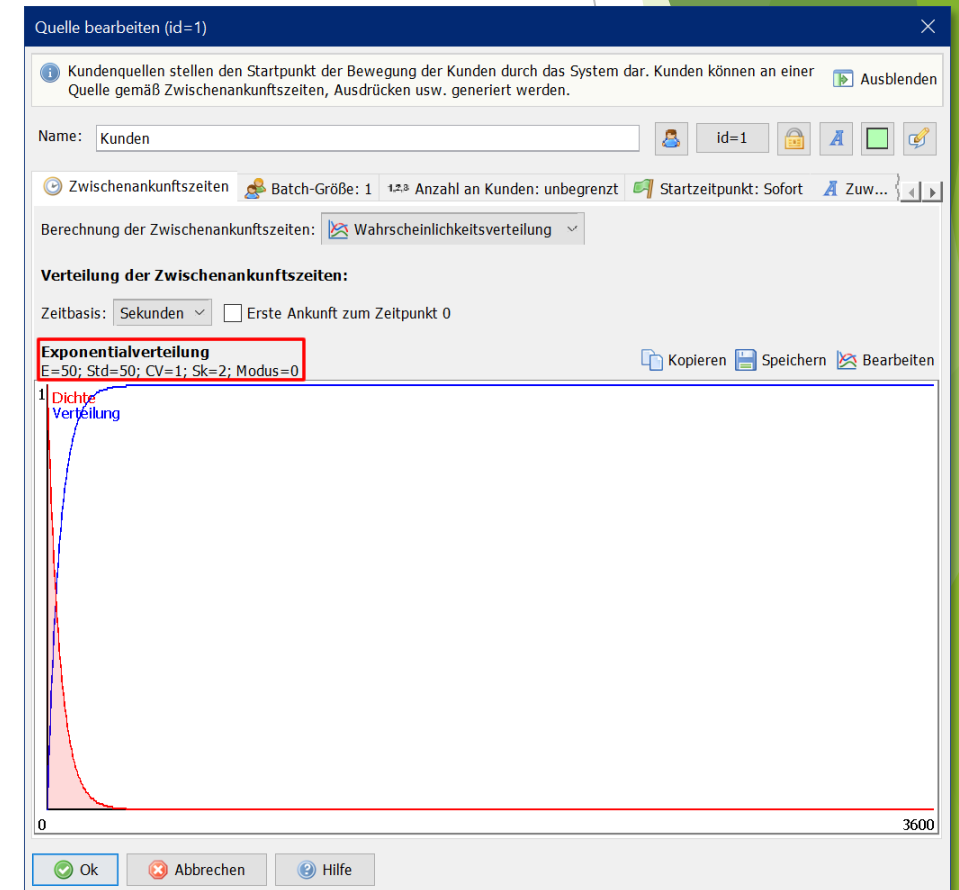 Quelle bearbeiten (id=1)
Kundenquellen stellen den Startpunkt der Bewegung der Kunden durch das System dar. Kunden können an einer
Quelle gemäß Zwischenankunftszeiten, Ausdrücken usw. generiert werden.
Ausblenden
Name: Kunden id=1
Zwischenankunftszeiten Batch-Größe: 1 1,2,3 Anzahl an Kunden: unbegrenzt Startzeitpunkt: Sofort A Zuw...
Berechnung der Zwischenankunftszeiten: Wahrscheinlichkeitsverteilung
Verteilung der Zwischenankunftszeiten:
Zeitbasis: Sekunden Erste Ankunft zum Zeitpunkt 0
Exponentialverteilung
E=50; Std=50; CV=1; Sk=2; Modus=0
Kopieren Speichern Bearbeiten
1 Dichte
Verteilung
0 3600
Ok Abbrechen Hilfe